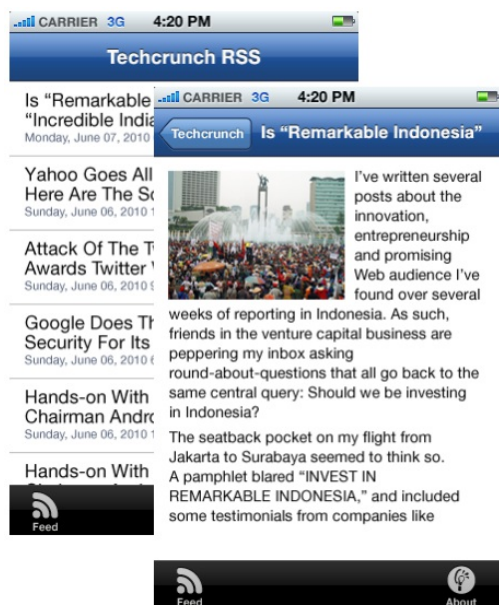 CARRIER 3G 4:20 PM
Techcrunch RSS
Is “Remarkable
“Incredible India
Monday, June 07, 2010
Yahoo Goes All
Here Are The
Sunday, June 06, 2010
Attack Of The
Awards Twitter
Sunday, June 06, 2010
Google Does
Security For Its
Sunday, June 06, 2010
Hands-on With
Chairman
Sunday, June 06, 2010
Hands-on With
Feed
CARRIER 3G 4:20 PM
Techcrunch
Is “Remarkable Indonesia”
I’ve written several
posts about the
innovation,
entrepreneurship
and promising
Web audience I’ve
found over several
weeks of reporting in Indonesia. As such,
friends in the venture capital business are
peppering my inbox asking
round-about-questions that all go back to the
same central query: Should we be investing
in Indonesia?
The seatback pocket on my flight from
Jakarta to Surabaya seemed to think so.
A pamphlet blared “INVEST IN
REMARKABLE INDONESIA,” and included
some testimonials from companies like
Feed
About